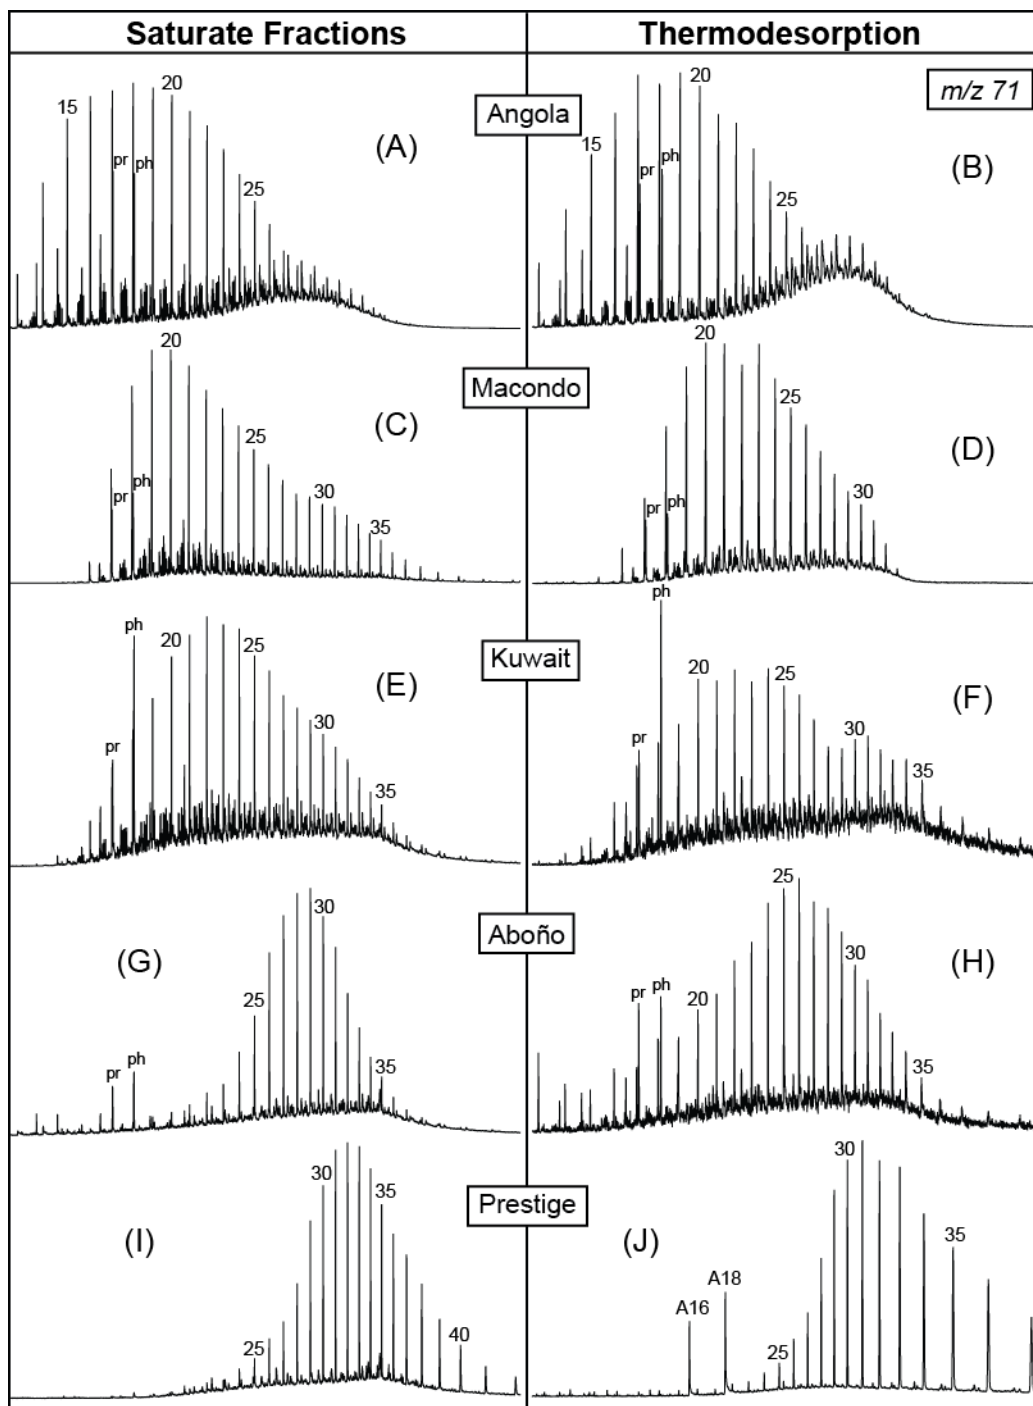 Saturate Fractions
Thermodesorption
m/z 71
Angola
15
20
pr
ph
25
(A)
15
20
pr
ph
25
(B)
Macondo
20
pr
ph
25
30
35
(C)
20
pr
ph
25
30
(D)
Kuwait
pr
ph
20
25
30
35
(E)
pr
ph
20
25
30
35
(F)
Aboño
(G)
pr
ph
25
30
35
pr
ph
20
25
30
35
(H)
Prestige
(I)
25
30
35
40
(J)
A16
A18
25
30
35